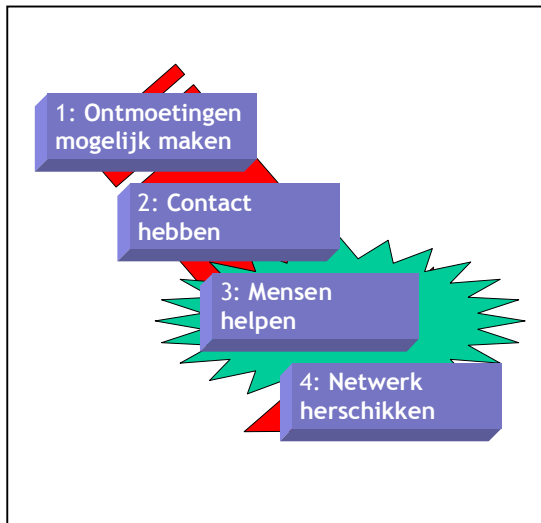 1: Ontmoetingen
mogelijk maken
2: Contact
hebben
3: Mensen
helpen
4: Netwerk
herschikken